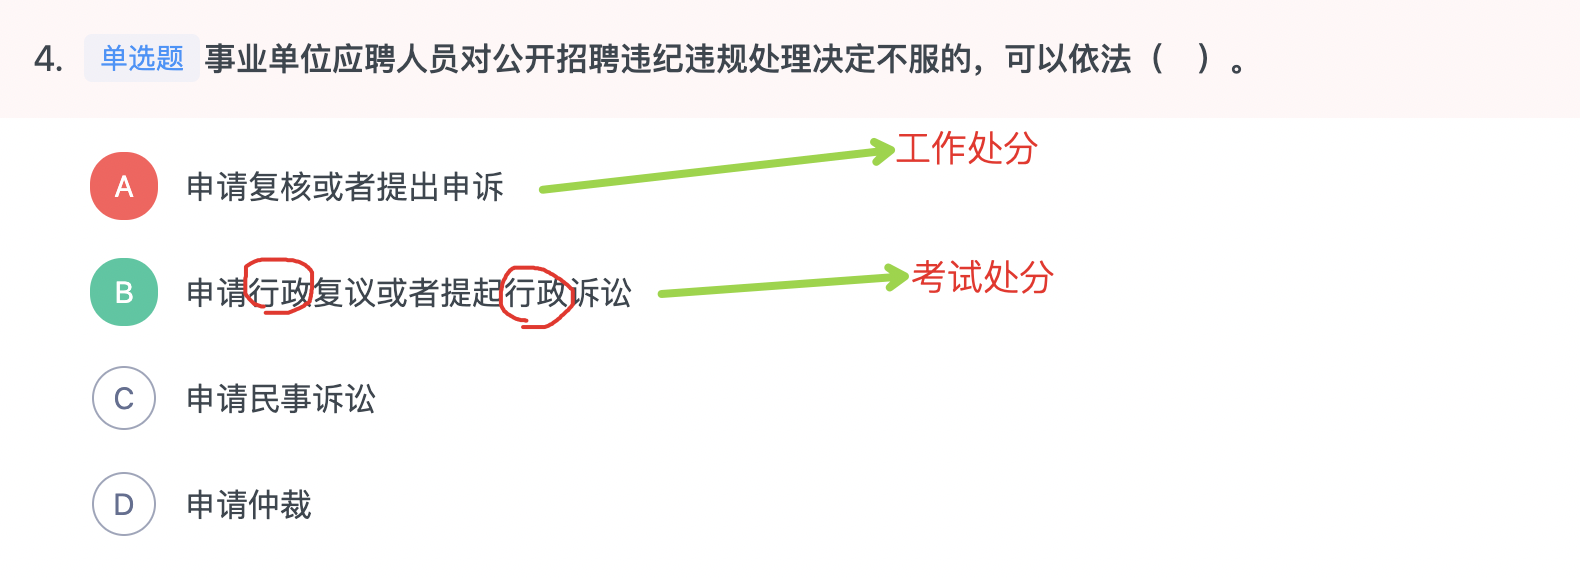 4. 单选题 事业单位应聘人员对公开招聘违纪违规处理决定不服的，可以依法（ ）。
工作处分
A 申请复核或者提出申诉
考试处分
B 申请行政复议或者提起行政诉讼
C 申请民事诉讼
D 申请仲裁